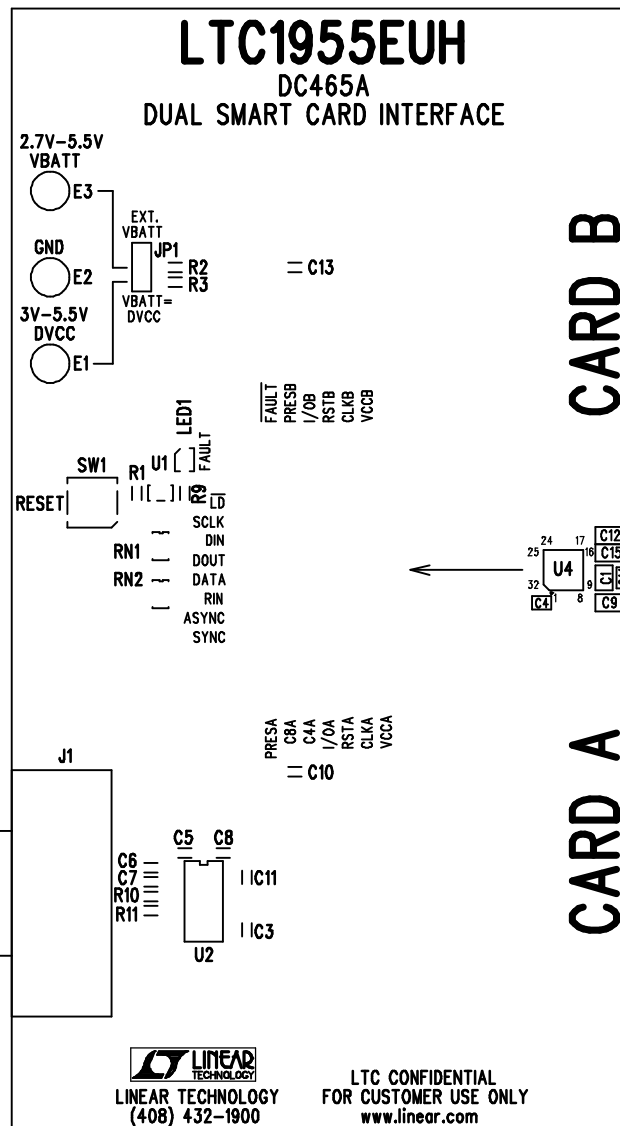 LTC1955EUH
DC465A
DUAL SMART CARD INTERFACE
2.7V-5.5V
VBATT
E3
EXT.
VBATT
JP1
GND
E2
R2
R3
C13
VBATT=
DVCC
3V-5.5V
DVCC
E1
CARD B
FAULT
PRESB
I/OB
RSTB
CLKB
VCCB
LED1
FAULT
U1
SW1
R1
R9
RESET
LD
SCLK
DIN
DOUT
DATA
RIN
ASYNC
SYNC
RN1
RN2
24
17
25
16
U4
32
9
1
8
C12
C15
C1
C4
C9
PRESA
C8A
C4A
I/OA
RSTA
CLKA
VCCA
C10
CARD A
J1
C5
C8
C6
C7
R10
R11
C11
C3
U2
LINEAR
TECHNOLOGY
LINEAR TECHNOLOGY
(408) 432-1900
LTC CONFIDENTIAL
FOR CUSTOMER USE ONLY
www.linear.com